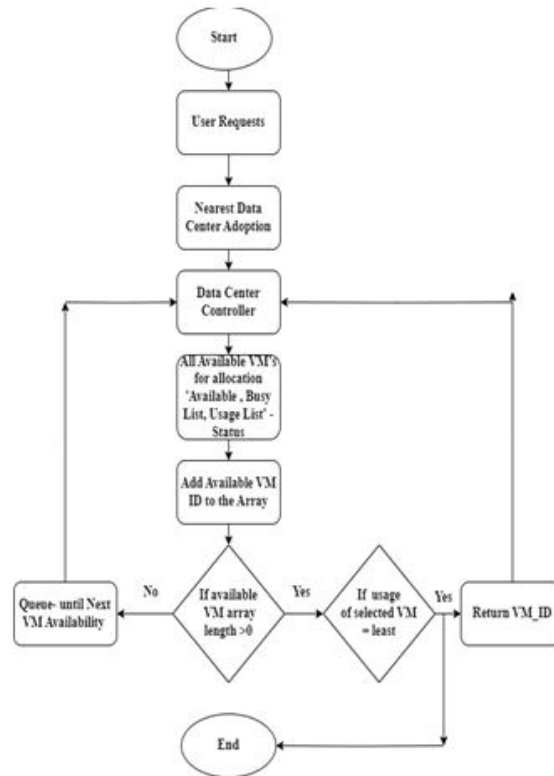 Start
User Requests
Nearest Data
Center Adoption
Data Center
Controller
All Available VM's
for allocation
'Available , Busy
List, Usage List' -
Status
Add Available VM
ID to the Array
Queue- until Next
VM Availability
No
If available
VM array
length >0
Yes
If usage
of selected VM
= least
Yes
Return VM_ID
End